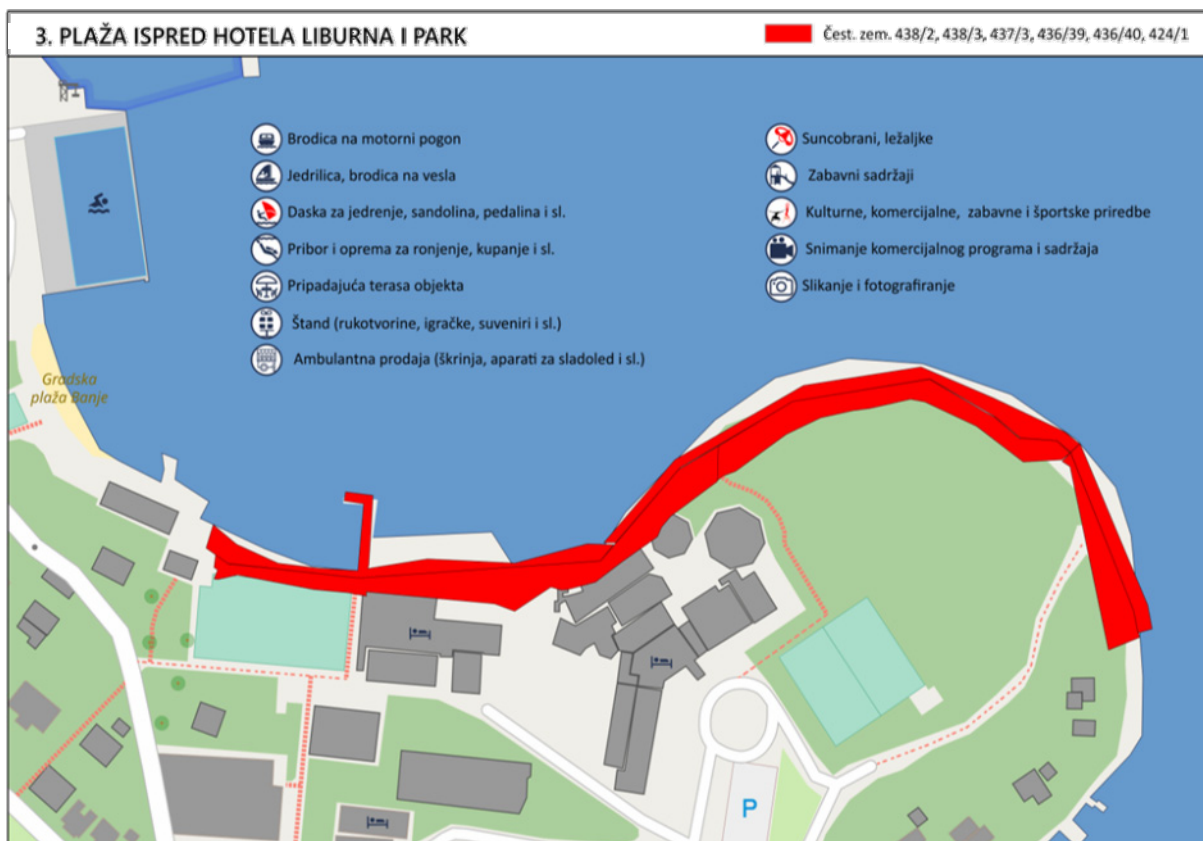 3. PLAŽA ISPRED HOTELA LIBURNA I PARK
Čest. zem. 438/2, 438/3, 437/3, 436/39, 436/40, 424/1
Brodica na motorni pogon
Jedrilica, brodica na vesla
Daska za jedrenje, sandolina, pedalina i sl.
Pribor i oprema za ronjenje, kupanje i sl.
Pripadajuća terasa objekta
Štand (rukotvorine, igračke, suveniri i sl.)
Ambulantna prodaja (škrinja, aparati za sladoled i sl.)
Suncobrani, ležaljke
Zabavni sadržaji
Kulturne, komercijalne, zabavne i športske priredbe
Snimanje komercijalnog programa i sadržaja
Slikanje i fotografiranje
Gradska
plaža Banje
P